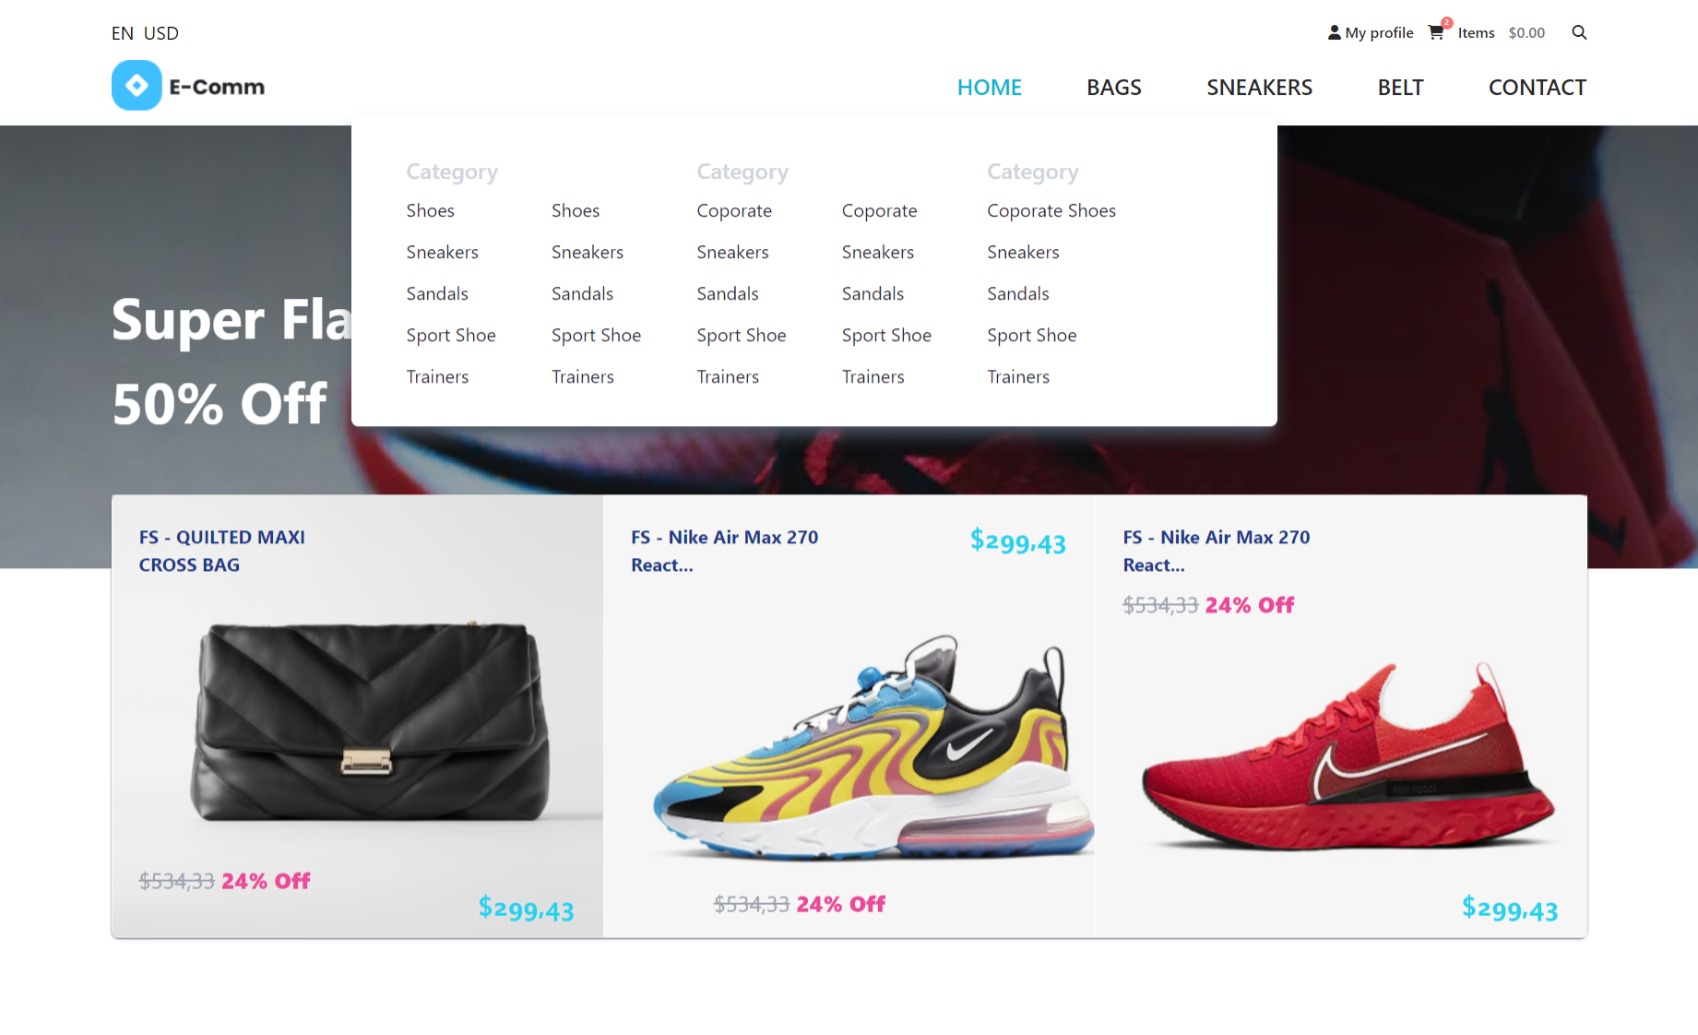 EN USD
My profile 2 Items $0.00
E-Comm
HOME BAGS SNEAKERS BELT CONTACT
Category Category Category
Shoes Shoes Coporate Coporate Coporate Shoes
Sneakers Sneakers Sneakers Sneakers Sneakers
Sandals Sandals Sandals Sandals Sandals
Sport Shoe Sport Shoe Sport Shoe Sport Shoe Sport Shoe
Trainers Trainers Trainers Trainers Trainers
Super Fla
50% Off
FS - QUILTED MAXI
CROSS BAG
$534,33 24% Off
$299,43
FS - Nike Air Max 270
React...
$299,43
$534,33 24% Off
FS - Nike Air Max 270
React...
$534,33 24% Off
$299,43